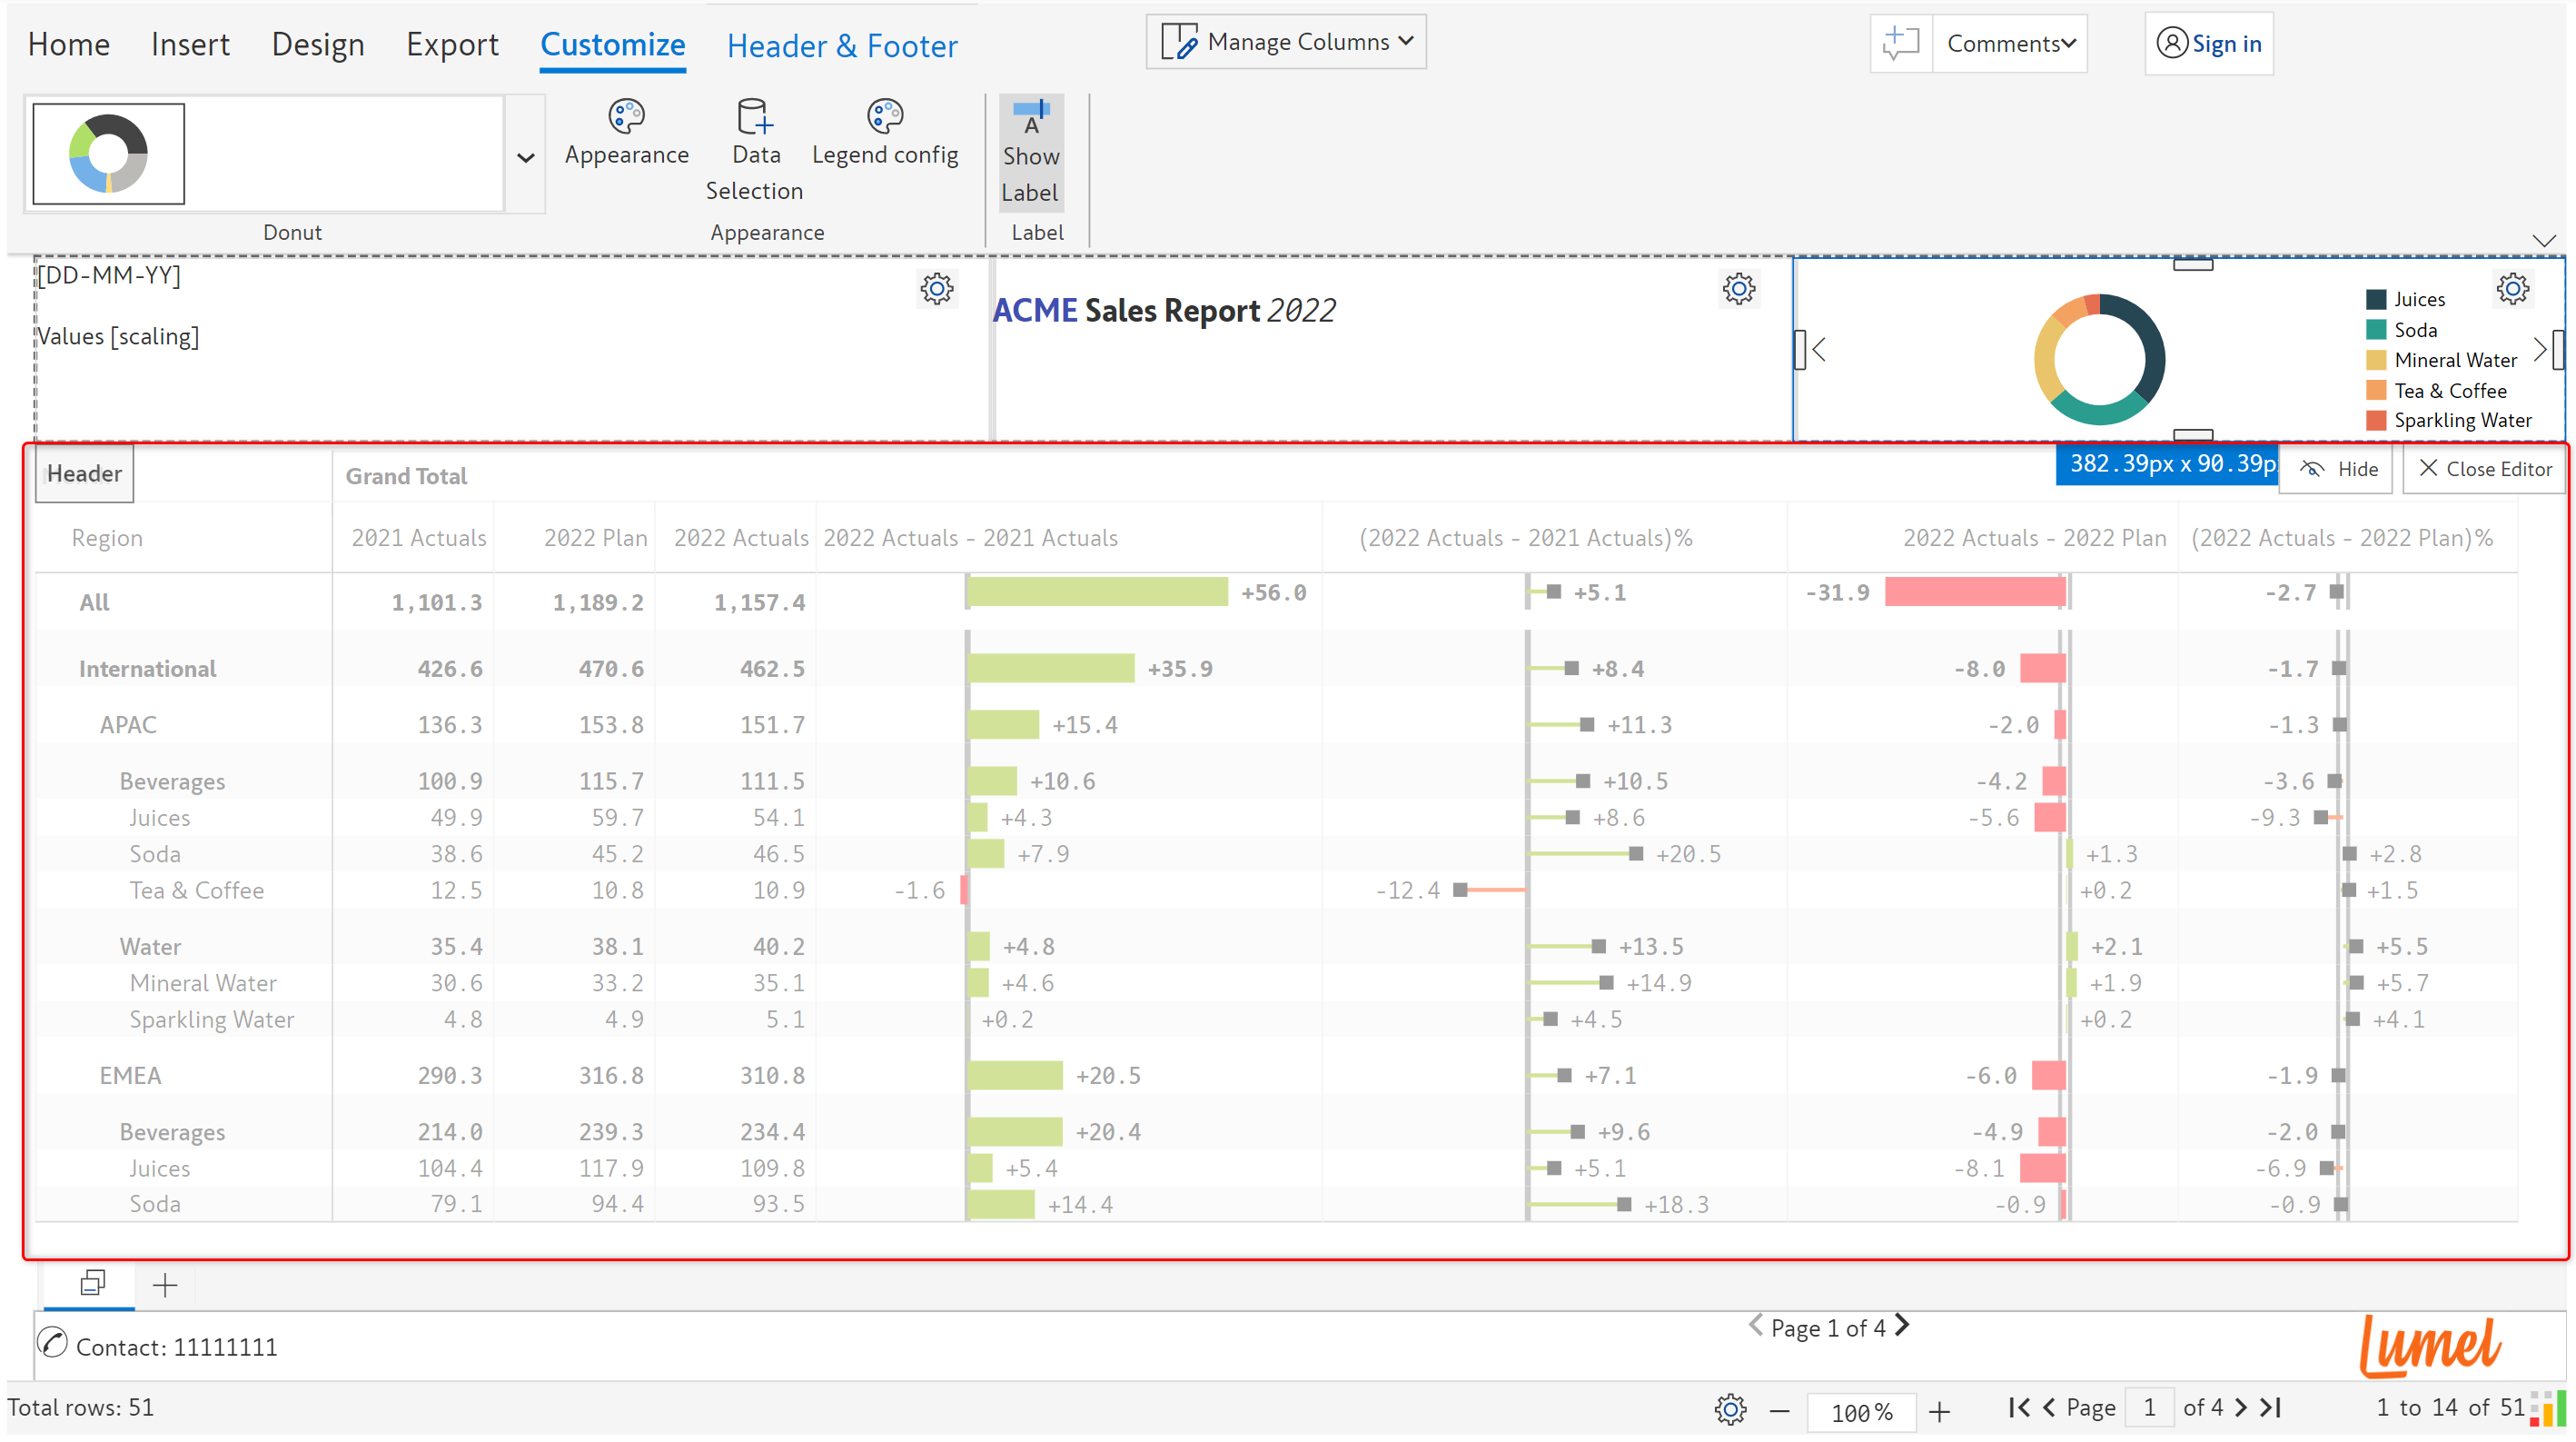 Home Insert Design Export Customize Header & Footer Manage Columns Comments Sign in
Appearance Data Selection Legend config A Show Label
Donut Appearance Label
[DD-MM-YY]
Values [scaling]
ACME Sales Report 2022
Juices
Soda
Mineral Water
Tea & Coffee
Sparkling Water
Header Grand Total 382.39px x 90.39p Hide Close Editor
Region 2021 Actuals 2022 Plan 2022 Actuals 2022 Actuals - 2021 Actuals (2022 Actuals - 2021 Actuals)% 2022 Actuals - 2022 Plan (2022 Actuals - 2022 Plan)%
All 1,101.3 1,189.2 1,157.4 +56.0 +5.1 -31.9 -2.7
International 426.6 470.6 462.5 +35.9 +8.4 -8.0 -1.7
APAC 136.3 153.8 151.7 +15.4 +11.3 -2.0 -1.3
Beverages 100.9 115.7 111.5 +10.6 +10.5 -4.2 -3.6
Juices 49.9 59.7 54.1 +4.3 +8.6 -5.6 -9.3
Soda 38.6 45.2 46.5 +7.9 +20.5 +1.3 +2.8
Tea & Coffee 12.5 10.8 10.9 -1.6 -12.4 +0.2 +1.5
Water 35.4 38.1 40.2 +4.8 +13.5 +2.1 +5.5
Mineral Water 30.6 33.2 35.1 +4.6 +14.9 +1.9 +5.7
Sparkling Water 4.8 4.9 5.1 +0.2 +4.5 +0.2 +4.1
EMEA 290.3 316.8 310.8 +20.5 +7.1 -6.0 -1.9
Beverages 214.0 239.3 234.4 +20.4 +9.6 -4.9 -2.0
Juices 104.4 117.9 109.8 +5.4 +5.1 -8.1 -6.9
Soda 79.1 94.4 93.5 +14.4 +18.3 -0.9 -0.9
Contact: 11111111 Page 1 of 4 Lumel
Total rows: 51 100% Page 1 of 4 1 to 14 of 51